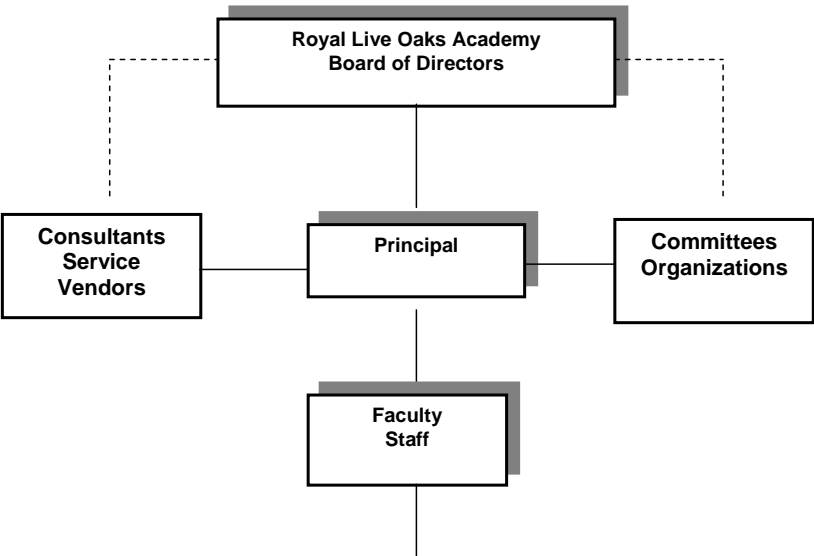 Royal Live Oaks Academy
Board of Directors
Consultants
Service
Vendors
Principal
Committees
Organizations
Faculty
Staff